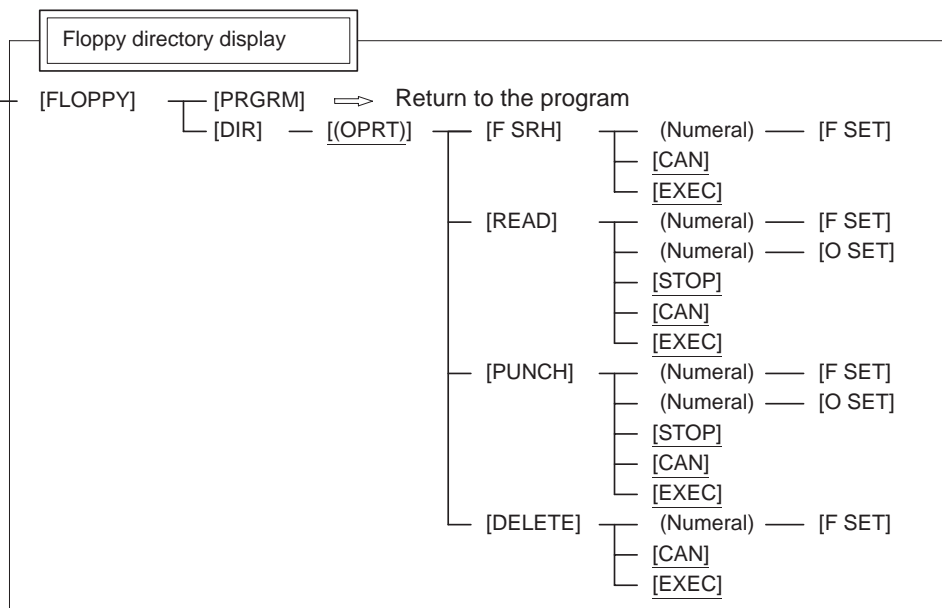 Floppy directory display
[FLOPPY] [PRGRM] Return to the program
[DIR] [(OPRT)] [F SRH] (Numeral) [F SET]
[CAN]
[EXEC]
[READ] (Numeral) [F SET]
(Numeral) [O SET]
[STOP]
[CAN]
[EXEC]
[PUNCH] (Numeral) [F SET]
(Numeral) [O SET]
[STOP]
[CAN]
[EXEC]
[DELETE] (Numeral) [F SET]
[CAN]
[EXEC]